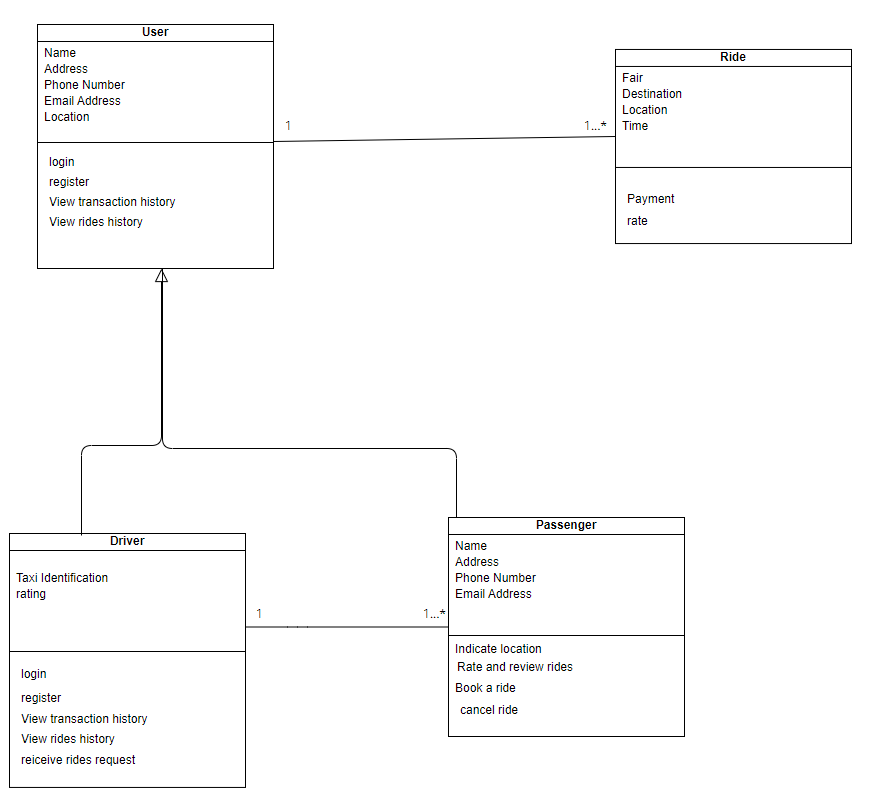 User
Name
Address
Phone Number
Email Address
Location
login
register
View transaction history
View rides history
1
1...*
Ride
Fair
Destination
Location
Time
Payment
rate
Driver
Taxi Identification
rating
login
register
View transaction history
View rides history
reiceive rides request
1
1...*
Passenger
Name
Address
Phone Number
Email Address
Indicate location
Rate and review rides
Book a ride
cancel ride